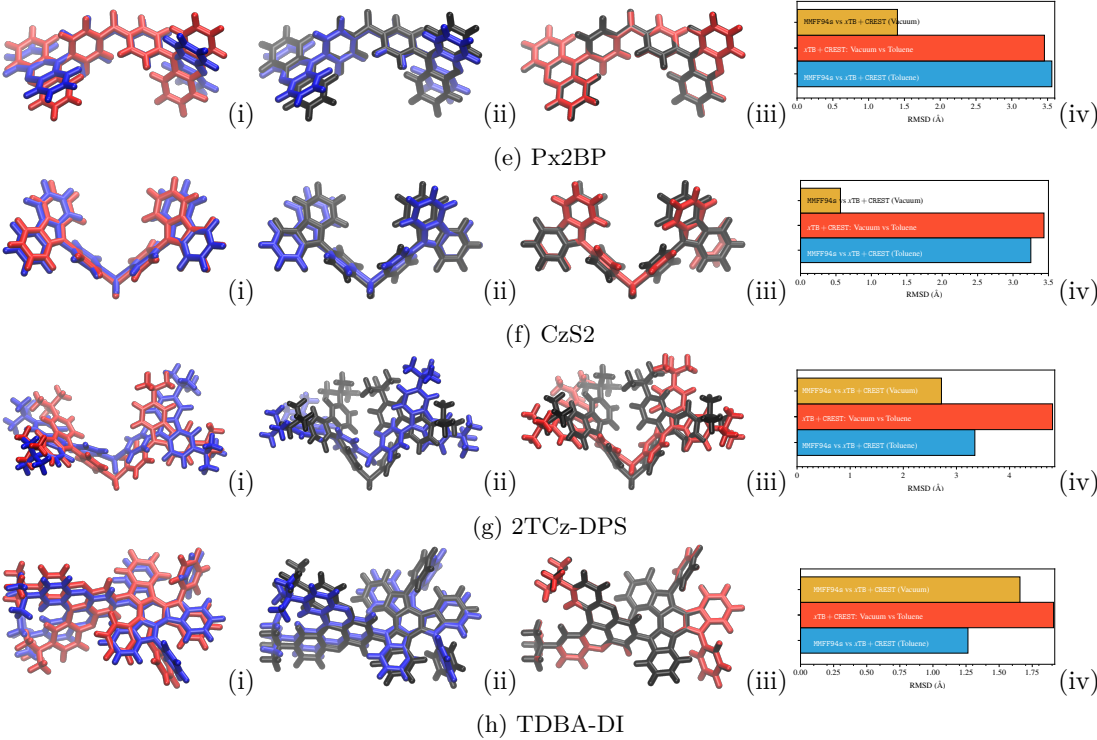 (i)
(ii)
(iii)
MMFF94s vs xTB + CREST (Vacuum)
xTB + CREST: Vacuum vs Toluene
MMFF94s vs xTB + CREST (Toluene)
0.0 0.5 1.0 1.5 2.0 2.5 3.0 3.5
RMSD (Å)
(iv)
(e) Px2BP
(i)
(ii)
(iii)
MMFF94s vs xTB + CREST (Vacuum)
xTB + CREST: Vacuum vs Toluene
MMFF94s vs xTB + CREST (Toluene)
0.0 0.5 1.0 1.5 2.0 2.5 3.0 3.5
RMSD (Å)
(iv)
(f) CzS2
(i)
(ii)
(iii)
MMFF94s vs xTB + CREST (Vacuum)
xTB + CREST: Vacuum vs Toluene
MMFF94s vs xTB + CREST (Toluene)
0 1 2 3 4
RMSD (Å)
(iv)
(g) 2TCz-DPS
(i)
(ii)
(iii)
MMFF94s vs xTB + CREST (Vacuum)
xTB + CREST: Vacuum vs Toluene
MMFF94s vs xTB + CREST (Toluene)
0.00 0.25 0.50 0.75 1.00 1.25 1.50 1.75
RMSD (Å)
(iv)
(h) TDBA-DI